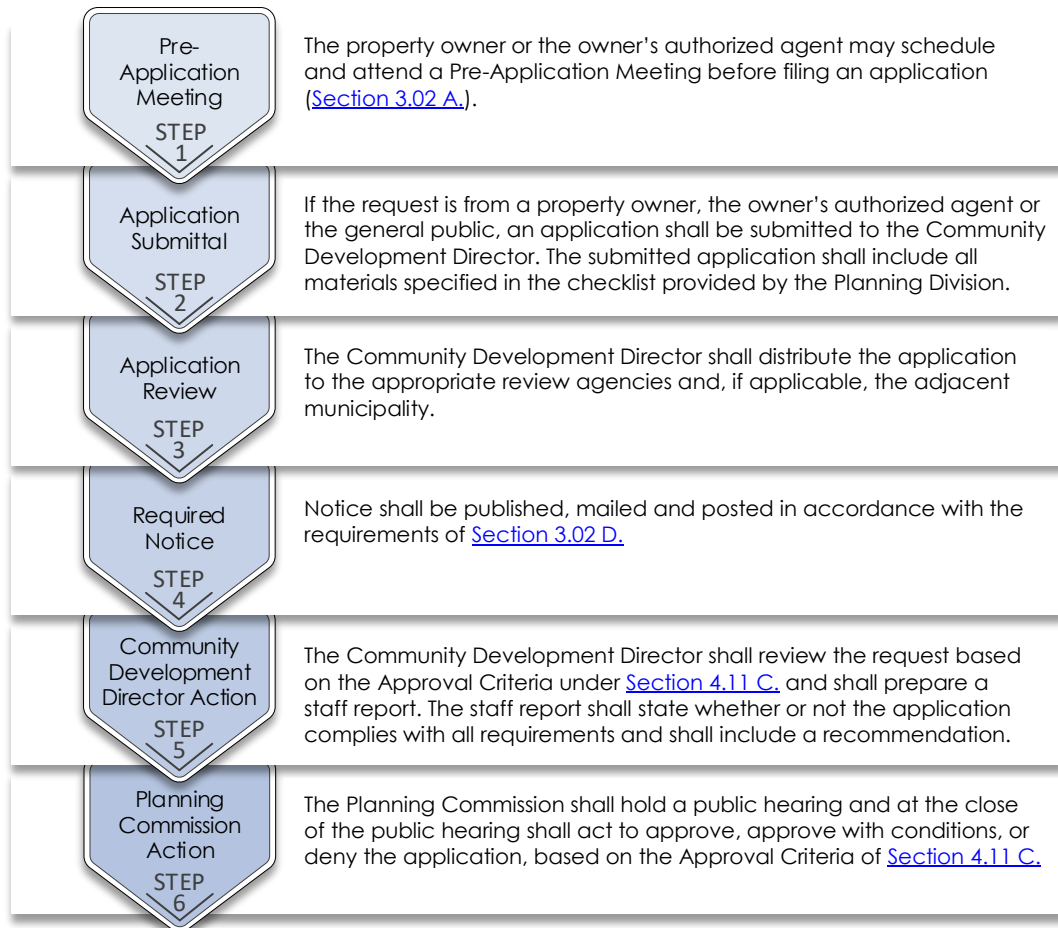 Pre-
Application
Meeting
STEP
1
The property owner or the owner’s authorized agent may schedule
and attend a Pre-Application Meeting before filing an application
(Section 3.02 A.).
Application
Submittal
STEP
2
If the request is from a property owner, the owner’s authorized agent or
the general public, an application shall be submitted to the Community
Development Director. The submitted application shall include all
materials specified in the checklist provided by the Planning Division.
Application
Review
STEP
3
The Community Development Director shall distribute the application
to the appropriate review agencies and, if applicable, the adjacent
municipality.
Required
Notice
STEP
4
Notice shall be published, mailed and posted in accordance with the
requirements of Section 3.02 D.
Community
Development
Director Action
STEP
5
The Community Development Director shall review the request based
on the Approval Criteria under Section 4.11 C. and shall prepare a
staff report. The staff report shall state whether or not the application
complies with all requirements and shall include a recommendation.
Planning
Commission
Action
STEP
6
The Planning Commission shall hold a public hearing and at the close
of the public hearing shall act to approve, approve with conditions, or
deny the application, based on the Approval Criteria of Section 4.11 C.